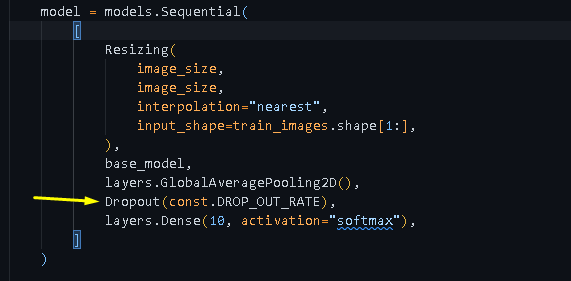 model = models.Sequential(
[
Resizing(
image_size,
image_size,
interpolation="nearest",
input_shape=train_images.shape[1:],
),
base_model,
layers.GlobalAveragePooling2D(),
Dropout(const.DROP_OUT_RATE),
layers.Dense(10, activation="softmax"),
]
)